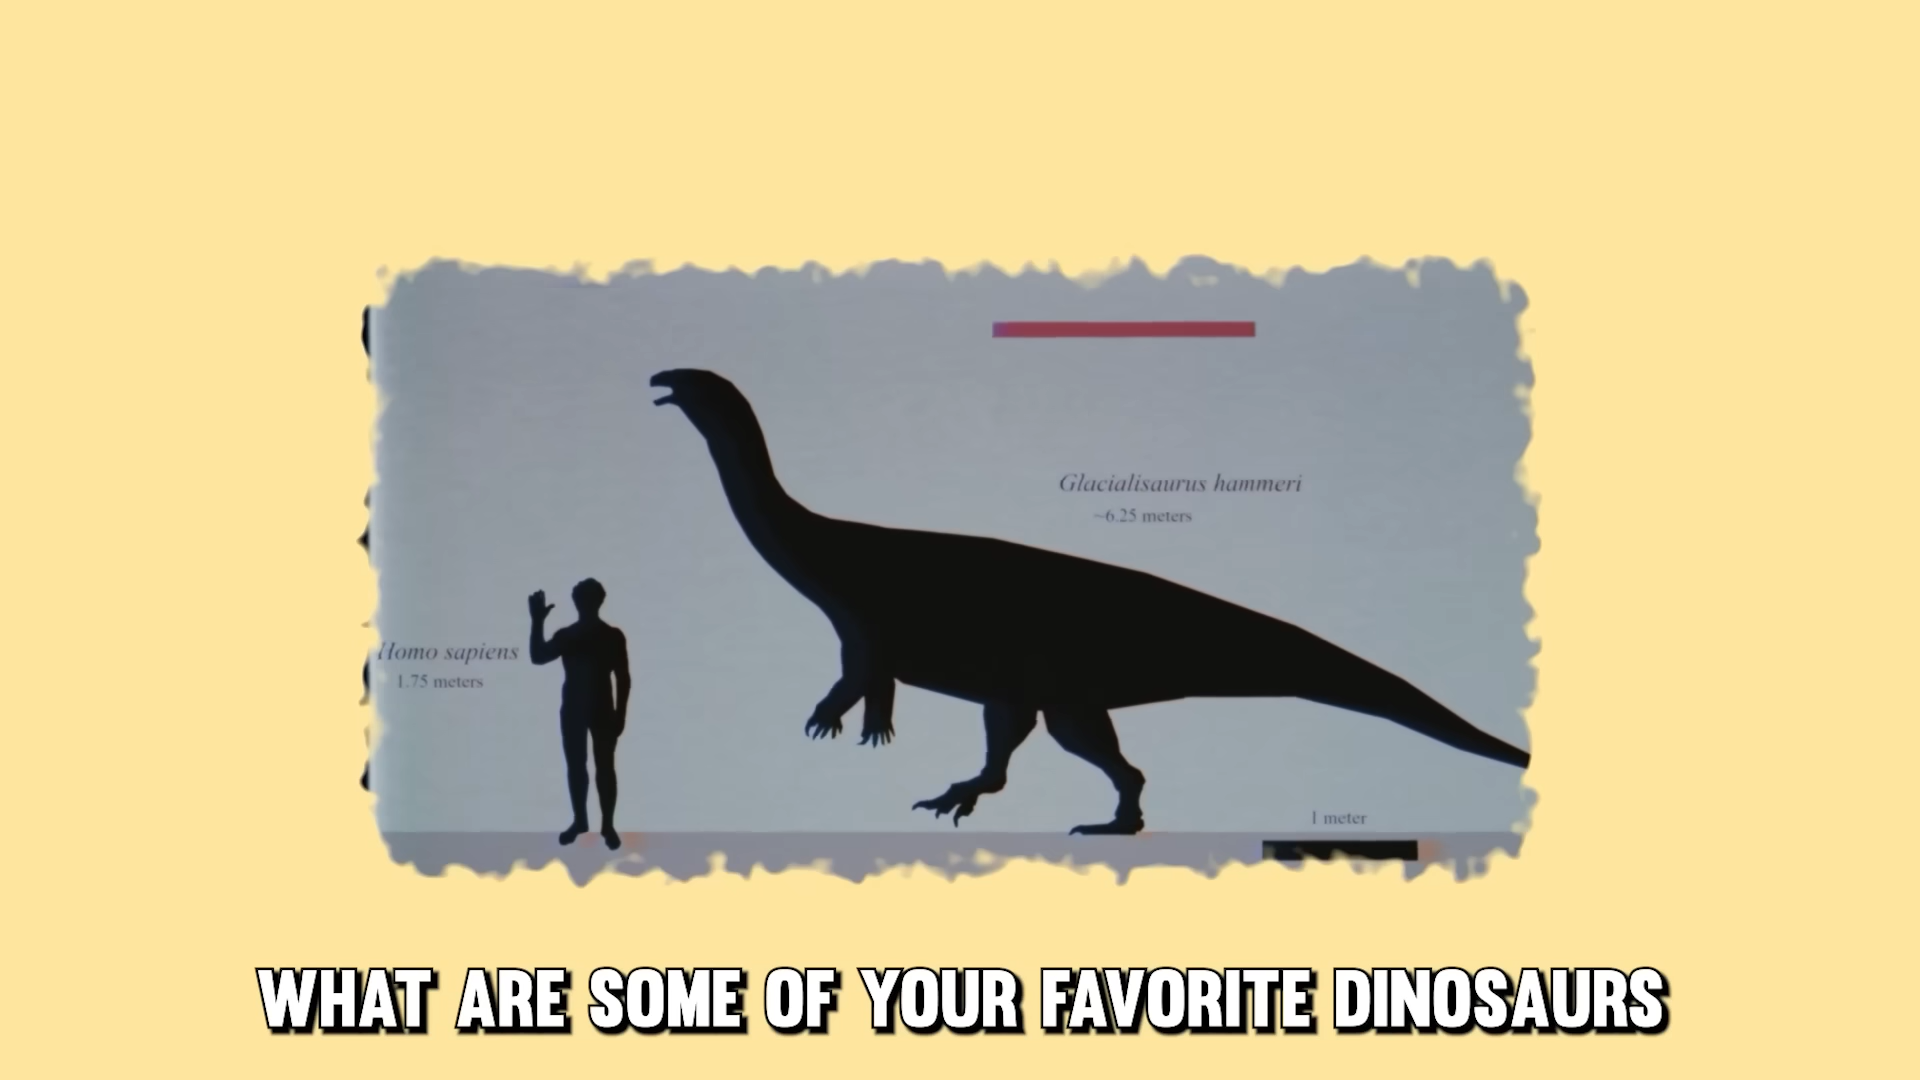 Glacialisaurus hammeri
~6.25 meters
Homo sapiens
1.75 meters
1 meter
WHAT ARE SOME OF YOUR FAVORITE DINOSAURS